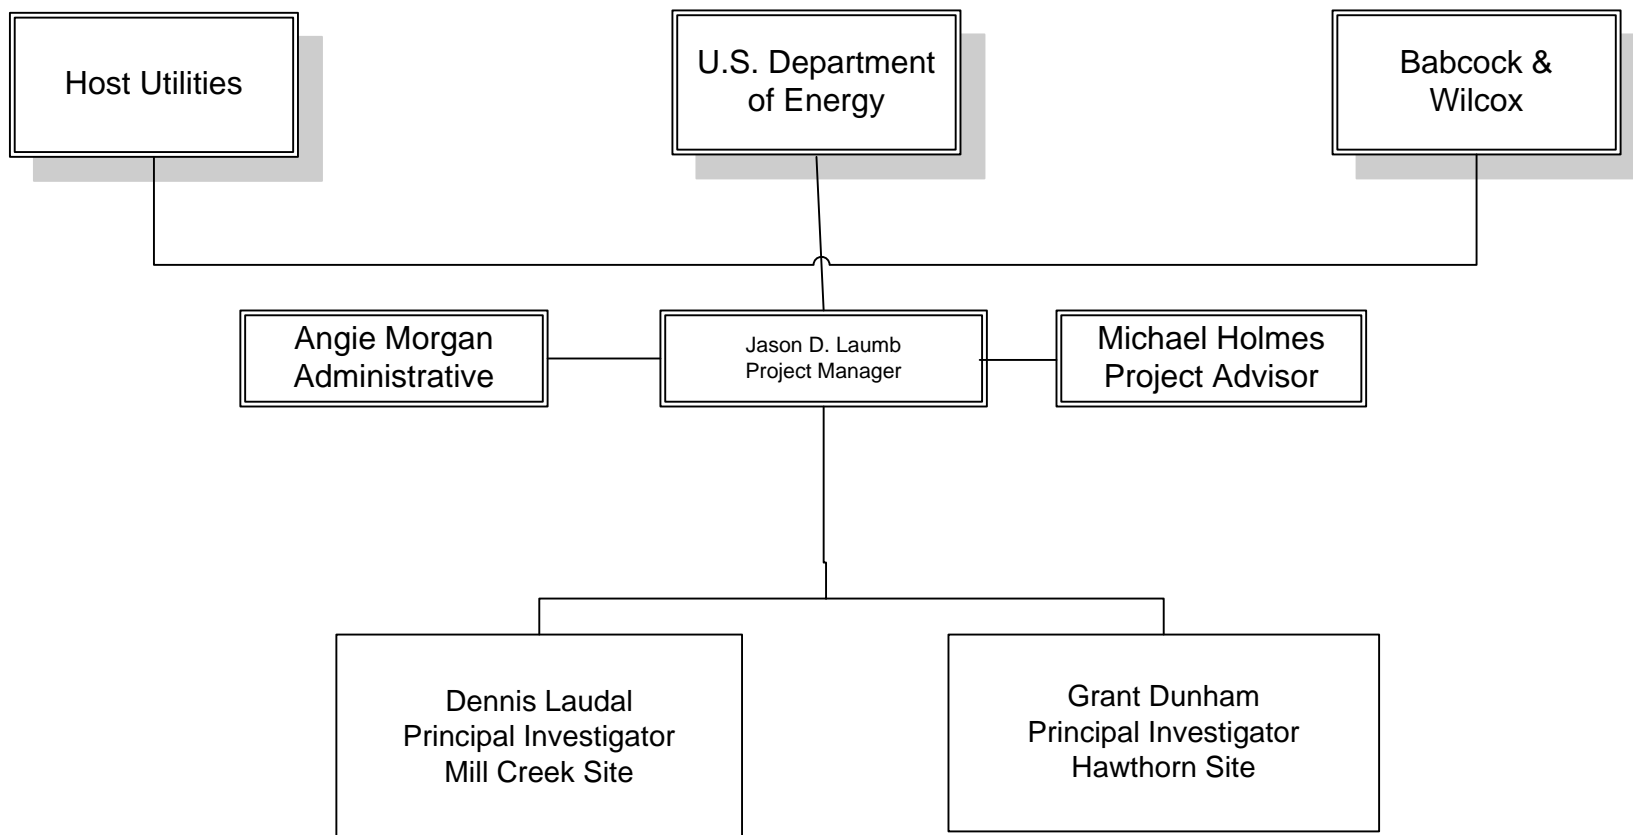 Host Utilities
U.S. Department
of Energy
Babcock &
Wilcox
Angie Morgan
Administrative
Jason D. Laumb
Project Manager
Michael Holmes
Project Advisor
Dennis Laudal
Principal Investigator
Mill Creek Site
Grant Dunham
Principal Investigator
Hawthorn Site